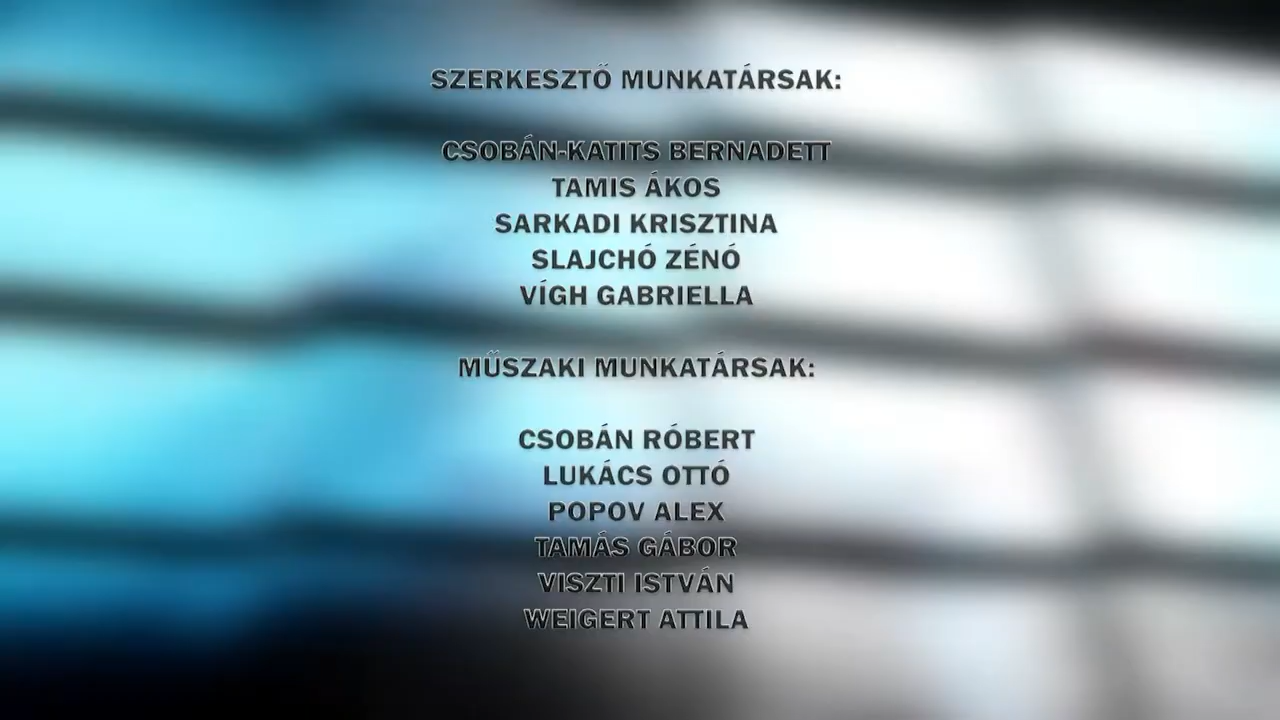 SZERKESZTŐ MUNKATÁRSAK:
CSOBÁN-KATITS BERNADETT
TAMIS ÁKOS
SARKADI KRISZTINA
SLAJCHÓ ZÉNÓ
VÍGH GABRIELLA
MŰSZAKI MUNKATÁRSAK:
CSOBÁN RÓBERT
LUKÁCS OTTÓ
POPOV ALEX
TAMÁS GÁBOR
VISZTI ISTVÁN
WEIGERT ATTILA